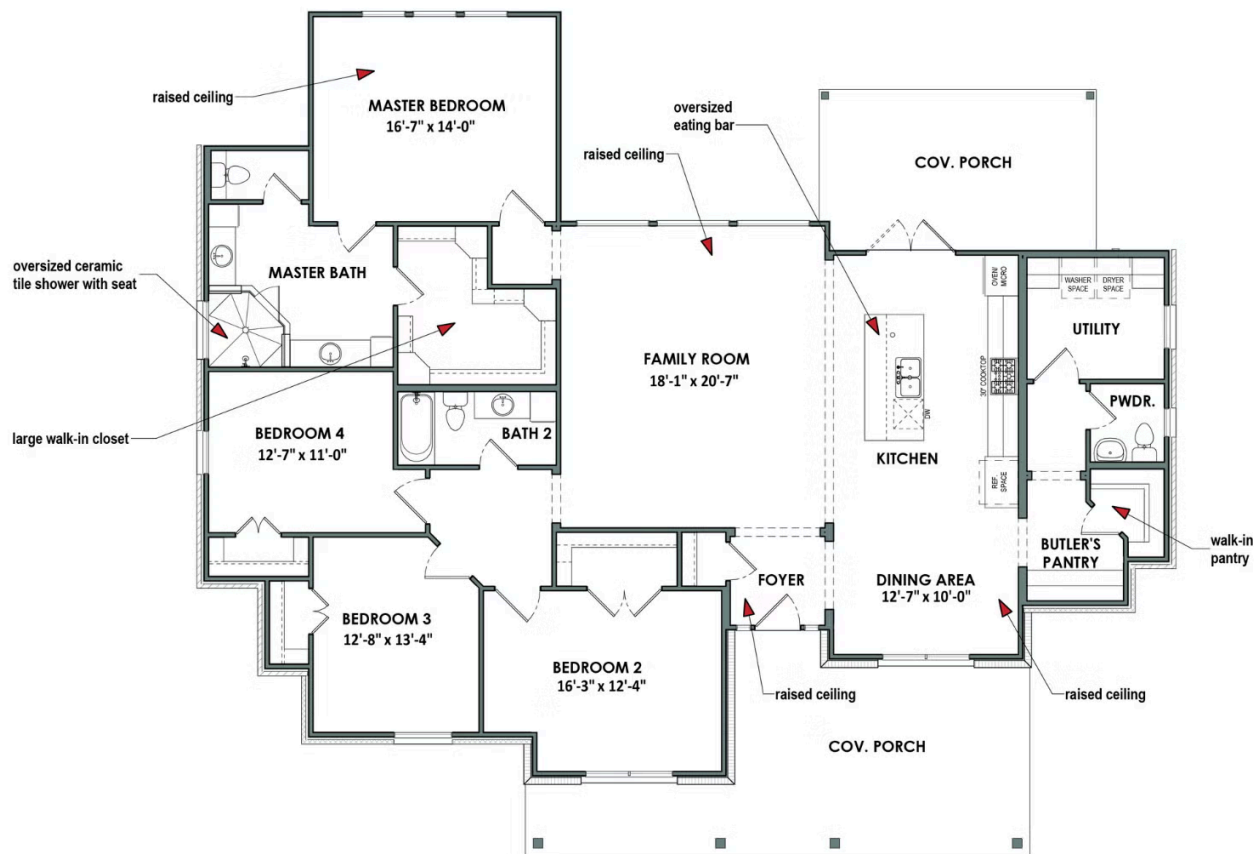 raised ceiling
MASTER BEDROOM
16'-7" x 14'-0"
oversized
eating bar
raised ceiling
COV. PORCH
oversized ceramic
tile shower with seat
MASTER BATH
OVEN/
MICRO
WASHER
SPACE
DRYER
SPACE
UTILITY
FAMILY ROOM
18'-1" x 20'-7"
30" COOKTOP
DW
PWDR.
large walk-in closet
BEDROOM 4
12'-7" x 11'-0"
BATH 2
KITCHEN
REF.
SPACE
walk-in
pantry
BUTLER'S
PANTRY
FOYER
DINING AREA
12'-7" x 10'-0"
BEDROOM 3
12'-8" x 13'-4"
BEDROOM 2
16'-3" x 12'-4"
raised ceiling
raised ceiling
COV. PORCH